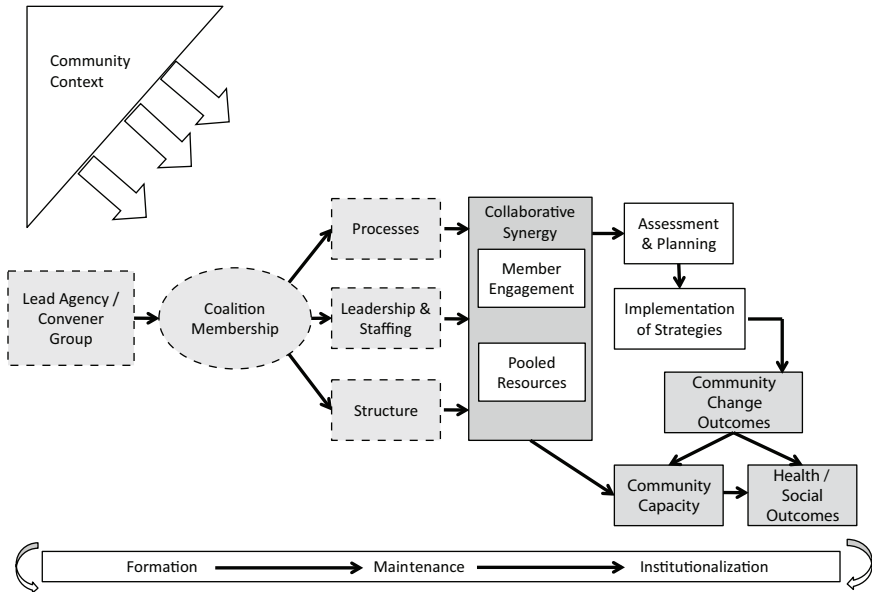 Community
Context
Lead Agency /
Convener
Group
Coalition
Membership
Processes
Leadership &
Staffing
Structure
Collaborative
Synergy
Member
Engagement
Pooled
Resources
Assessment
& Planning
Implementation
of Strategies
Community
Change
Outcomes
Community
Capacity
Health /
Social
Outcomes
Formation
Maintenance
Institutionalization